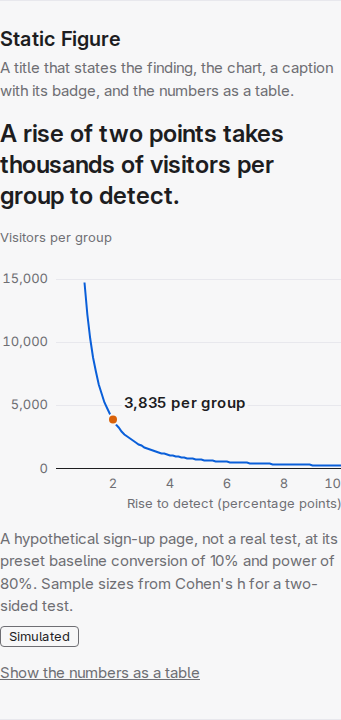 Static Figure
A title that states the finding, the chart, a caption
with its badge, and the numbers as a table.
A rise of two points takes
thousands of visitors per
group to detect.
Visitors per group
15,000
10,000
5,000
3,835 per group
0
2 4 6 8 10
Rise to detect (percentage points)
A hypothetical sign-up page, not a real test, at its
preset baseline conversion of 10% and power of
80%. Sample sizes from Cohen's h for a two-
sided test.
Simulated
Show the numbers as a table